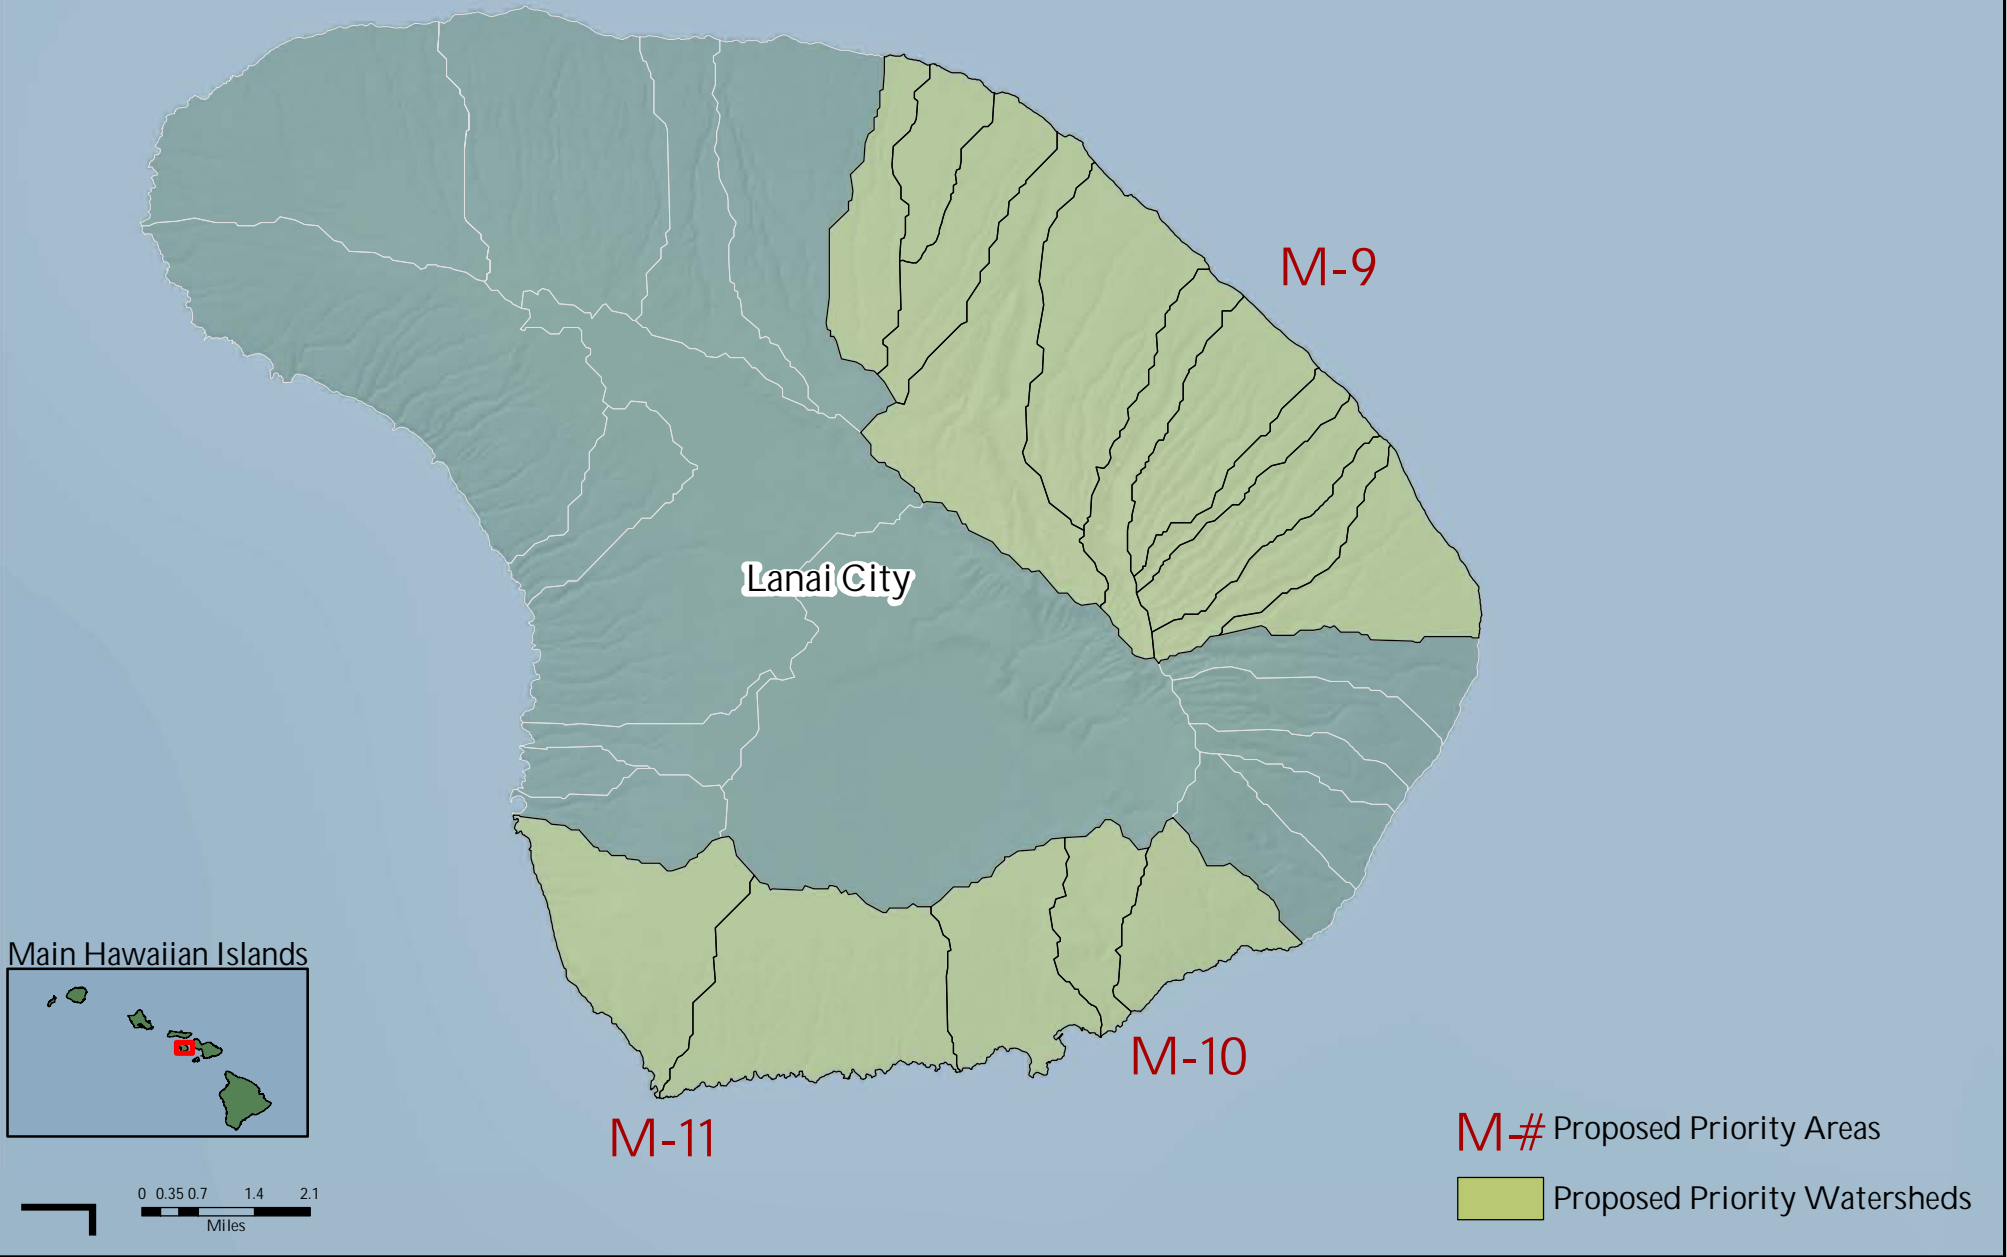 M-9
Lanai City
Main Hawaiian Islands
M-10
M-11
M-# Proposed Priority Areas
Proposed Priority Watersheds
0 0.35 0.7 1.4 2.1
Miles